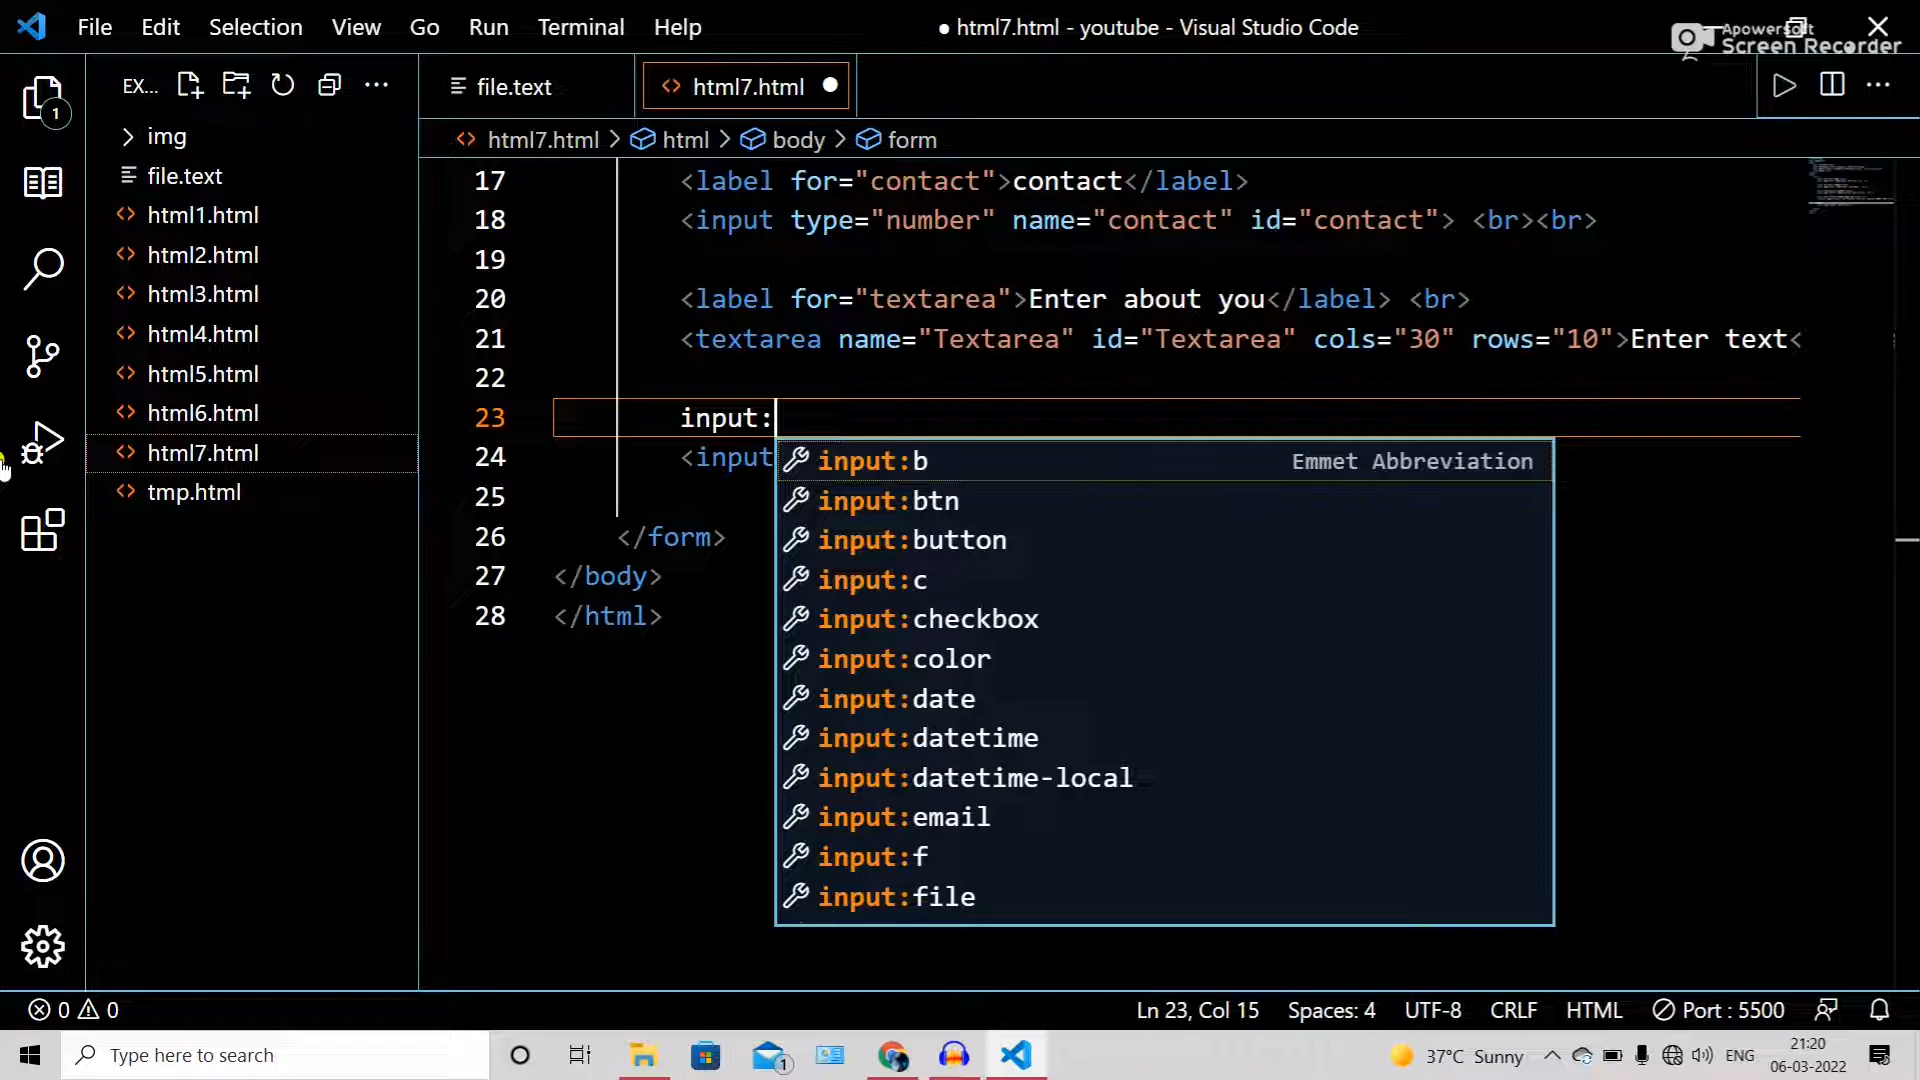 File Edit Selection View Go Run Terminal Help
● html7.html - youtube - Visual Studio Code
Apowersoft
Screen Recorder
EX...
file.text
html7.html
html7.html > html > body > form
1
img
file.text
html1.html
html2.html
html3.html
html4.html
html5.html
html6.html
html7.html
tmp.html
17 <label for="contact">contact</label>
18 <input type="number" name="contact" id="contact"> <br><br>
19
20 <label for="textarea">Enter about you</label> <br>
21 <textarea name="Textarea" id="Textarea" cols="30" rows="10">Enter text<
22
23 input:
24 <input
25
26 </form>
27 </body>
28 </html>
input:b Emmet Abbreviation
input:btn
input:button
input:c
input:checkbox
input:color
input:date
input:datetime
input:datetime-local
input:email
input:f
input:file
0 0
Ln 23, Col 15 Spaces: 4 UTF-8 CRLF HTML Port : 5500
Type here to search
1
37°C Sunny
ENG
21:20
06-03-2022